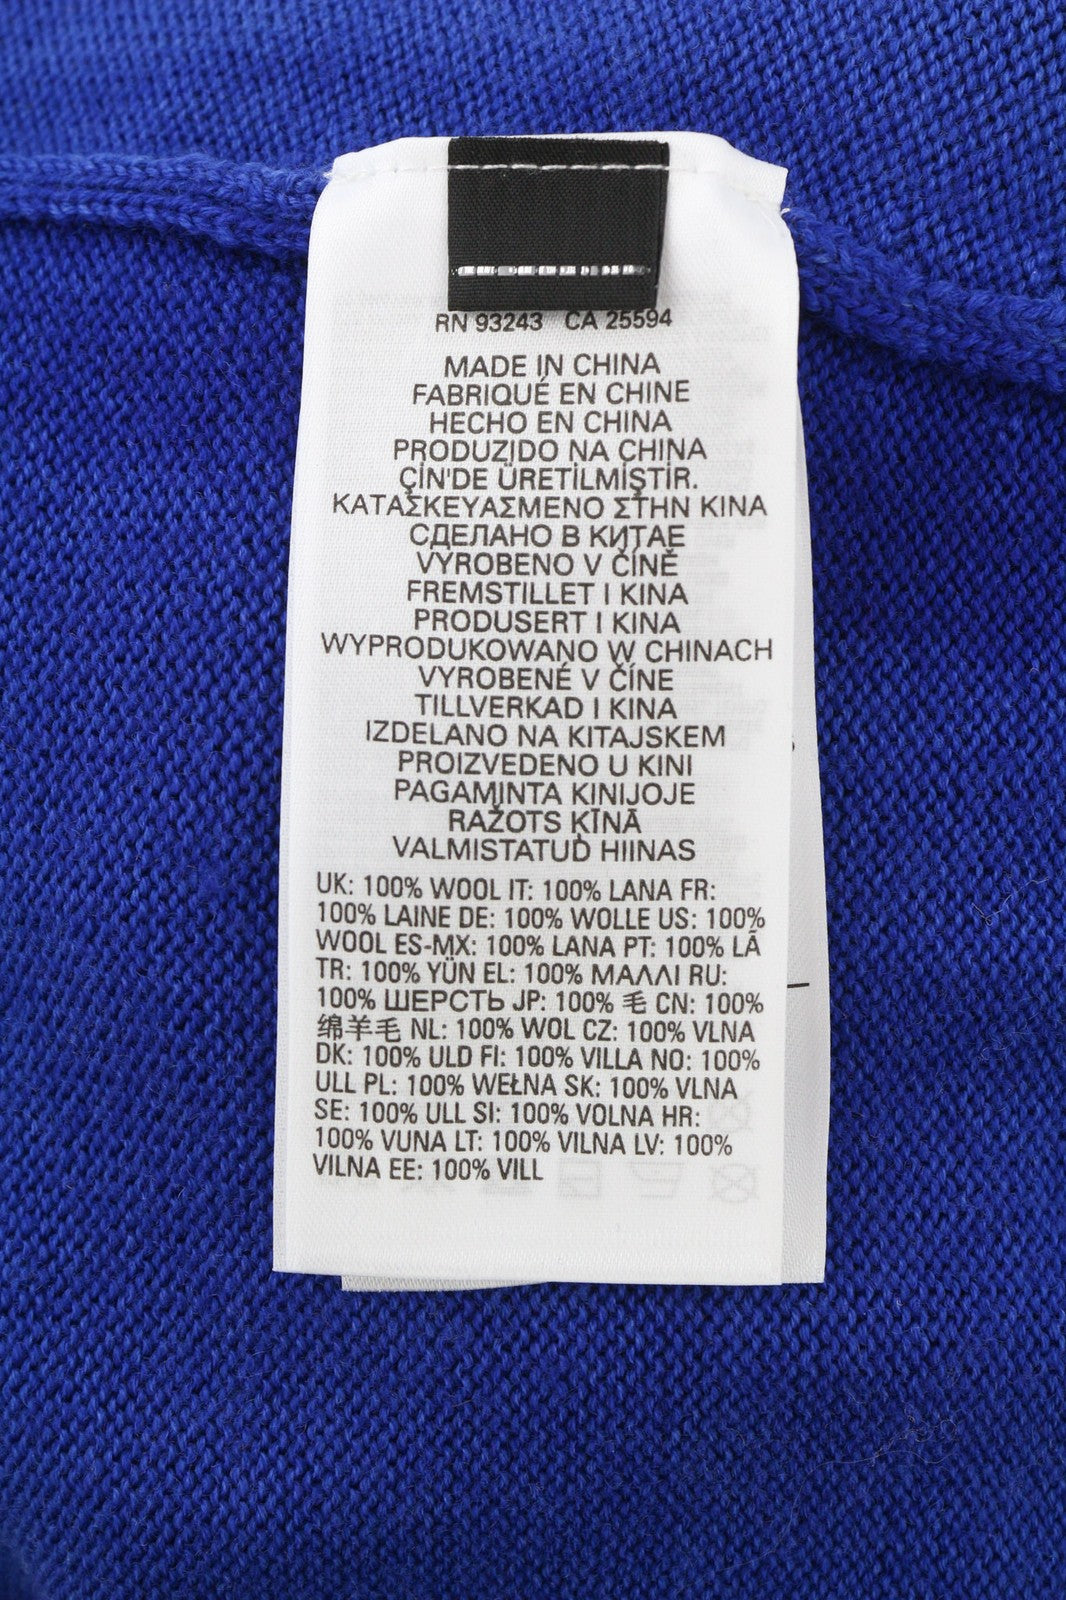 RN 93243 CA 25594
MADE IN CHINA
FABRIQUÉ EN CHINE
HECHO EN CHINA
PRODUZIDO NA CHINA
ÇİN'DE ÜRETİLMİŞTİR.
ΚΑΤΑΣΚΕΥΑΣΜΕΝΟ ΣΤΗΝ ΚΙΝΑ
СДЕЛАНО В КИТАЕ
VYROBENO V ČÍNĚ
FREMSTILLET I KINA
PRODUSERT I KINA
WYPRODUKOWANO W CHINACH
VYROBENÉ V ČÍNE
TILLVERKAD I KINA
IZDELANO NA KITAJSKEM
PROIZVEDENO U KINI
PAGAMINTA KINIJOJE
RAŽOTS ĶĪNĀ
VALMISTATUD HIINAS
UK: 100% WOOL IT: 100% LANA FR:
100% LAINE DE: 100% WOLLE US: 100%
WOOL ES-MX: 100% LANA PT: 100% LÃ
TR: 100% YÜN EL: 100% ΜΑΛΛΙ RU:
100% ШЕРСТЬ JP: 100% 毛 CN: 100%
绵羊毛 NL: 100% WOL CZ: 100% VLNA
DK: 100% ULD FI: 100% VILLA NO: 100%
ULL PL: 100% WEŁNA SK: 100% VLNA
SE: 100% ULL SI: 100% VOLNA HR:
100% VUNA LT: 100% VILNA LV: 100%
VILNA EE: 100% VILL